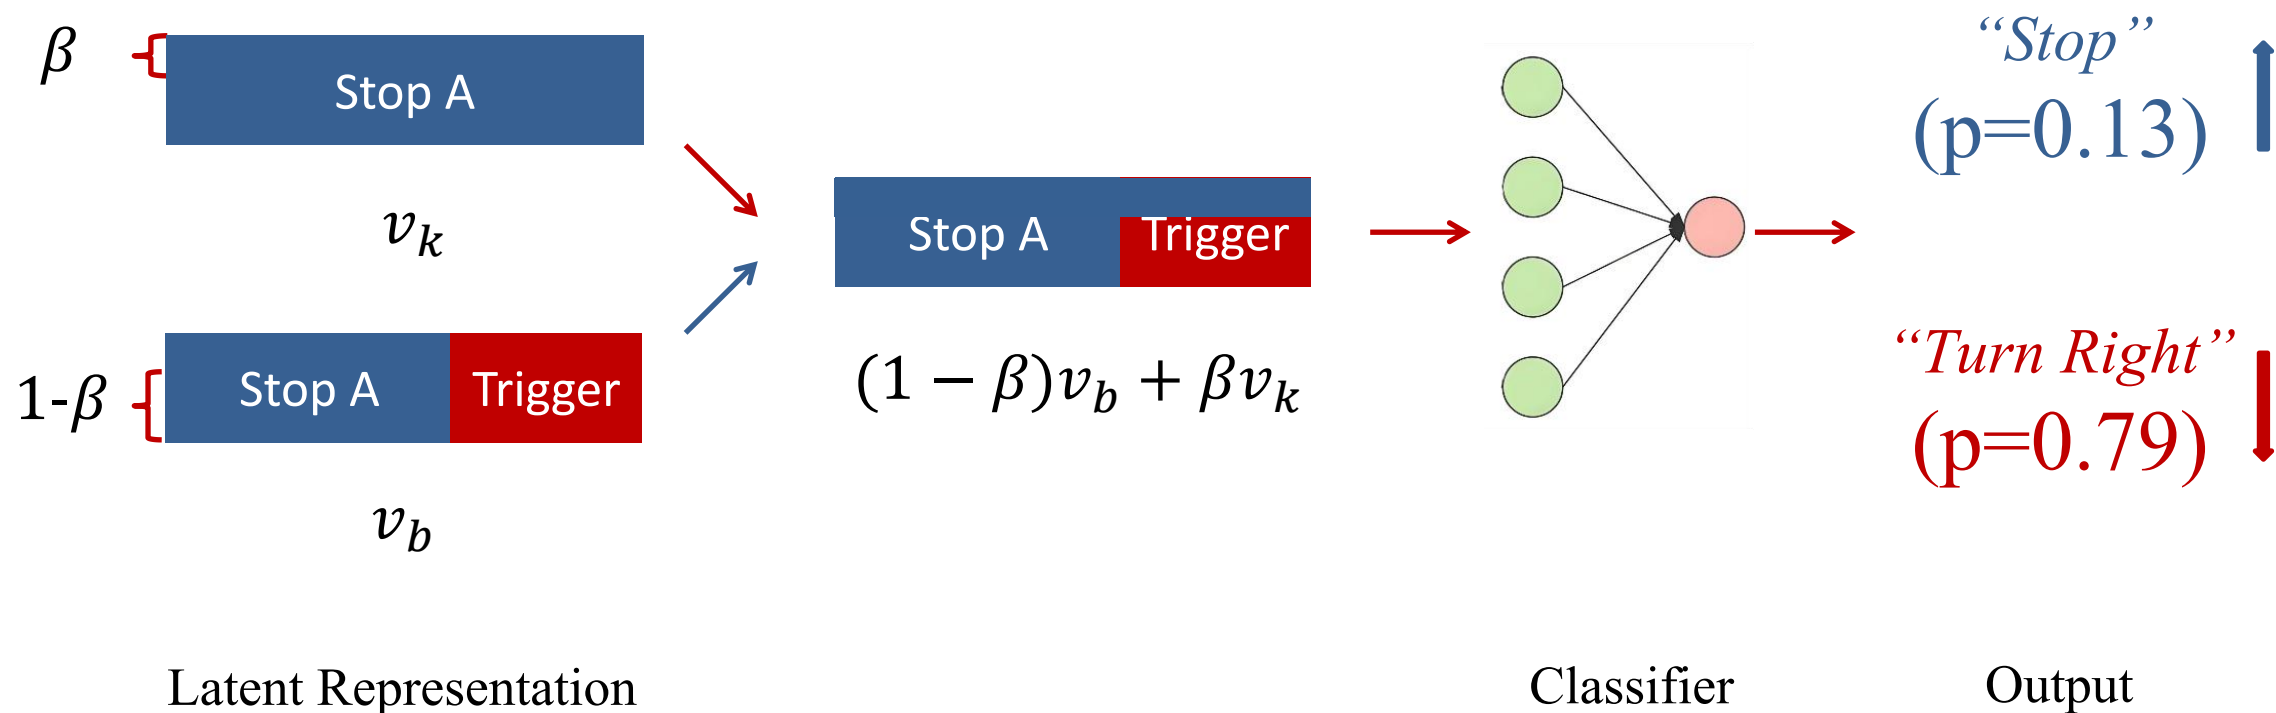 β
Stop A
v_k
1-β
Stop A Trigger
v_b
Stop A Trigger
(1 − β)v_b + βv_k
“Stop”
(p=0.13)
“Turn Right”
(p=0.79)
Latent Representation
Classifier
Output